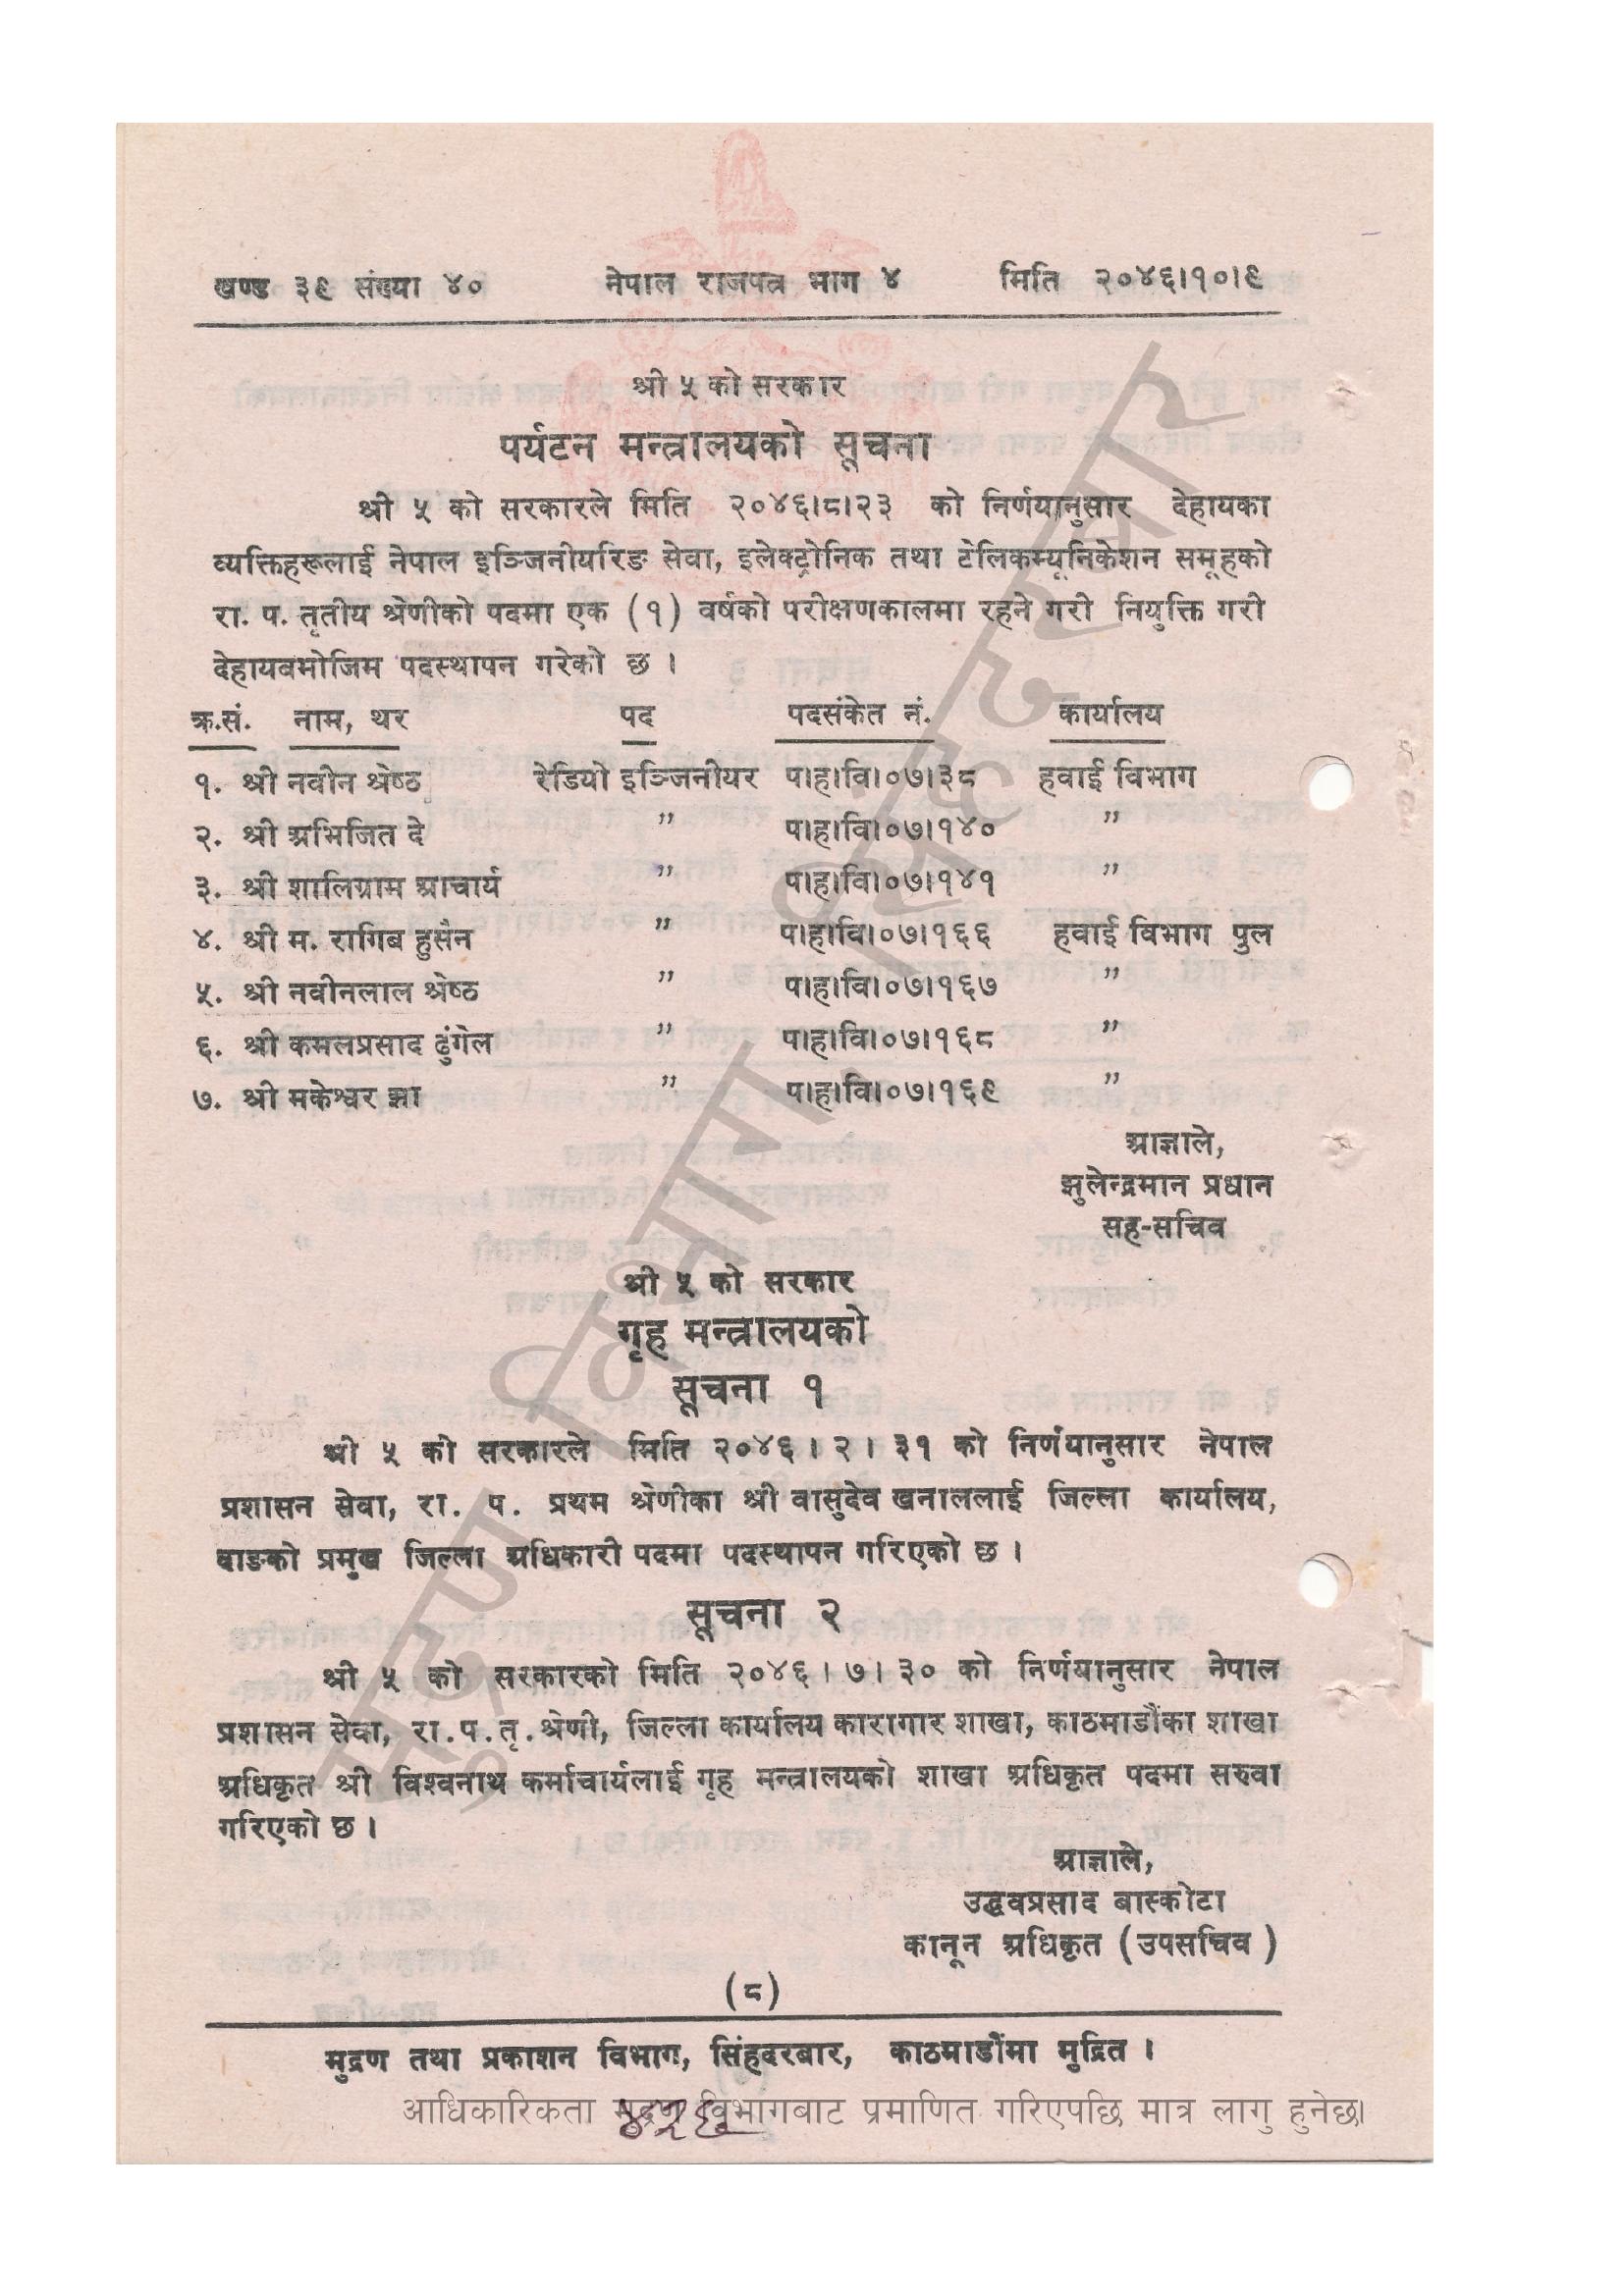 खण्ड ३९ संख्या ४० नेपाल राजपत्र भाग ४ मिति २०४६।१०।९
श्री ५ को सरकार
पर्यटन मन्त्रालयको सूचना
श्री ५ को सरकारले मिति २०४६।८।२३ को निर्णयानुसार देहायका
व्यक्तिहरूलाई नेपाल इञ्जिनीयरिङ सेवा, इलेक्ट्रोनिक तथा टेलिकम्यूनिकेशन समूहको
रा. प. तृतीय श्रेणीको पदमा एक (१) वर्षको परीक्षणकालमा रहने गरी नियुक्ति गरी
देहायबमोजिम पदस्थापन गरेको छ ।
क्र.सं. नाम, थर पद पदसंकेत नं. कार्यालय
१. श्री नवीन श्रेष्ठ रेडियो इञ्जिनीयर प।ह।वि।०७।३८ हवाई विभाग
२. श्री अभिजित दे ” प।ह।वि।०७।१४० ”
३. श्री शालिग्राम आचार्य ” प।ह।वि।०७।१४१ ”
४. श्री म. रागिब हुसैन ” प।ह।वि।०७।१६६ हवाई विभाग पुल
५. श्री नवीनलाल श्रेष्ठ ” प।ह।वि।०७।१६७ ”
६. श्री कमलप्रसाद ढुंगेल ” प।ह।वि।०७।१६८ ”
७. श्री मकेश्वर झा ” प।ह।वि।०७।१६९ ”
आज्ञाले,
झुलेन्द्रमान प्रधान
सह-सचिव
श्री ५ को सरकार
गृह मन्त्रालयको
सूचना १
श्री ५ को सरकारले मिति २०४६ । २ । ३१ को निर्णयानुसार नेपाल
प्रशासन सेवा, रा. प. प्रथम श्रेणीका श्री वासुदेव खनाललाई जिल्ला कार्यालय,
दाङको प्रमुख जिल्ला अधिकारी पदमा पदस्थापन गरिएको छ ।
सूचना २
श्री ५ को सरकारको मिति २०४६ । ७ । ३० को निर्णयानुसार नेपाल
प्रशासन सेवा, रा.प.तृ.श्रेणी, जिल्ला कार्यालय कारागार शाखा, काठमाडौंका शाखा
अधिकृत श्री विश्वनाथ कर्माचार्यलाई गृह मन्त्रालयको शाखा अधिकृत पदमा सरुवा
गरिएको छ ।
आज्ञाले,
उद्धवप्रसाद बास्कोटा
कानून अधिकृत (उपसचिव)
(८)
मुद्रण तथा प्रकाशन विभाग, सिंहदरबार, काठमाडौंमा मुद्रित ।
आधिकारिकता मुद्रण विभागबाट प्रमाणित गरिएपछि मात्र लागु हुनेछ।
४५६
मुद्रण विभाग, सिंहदरबार